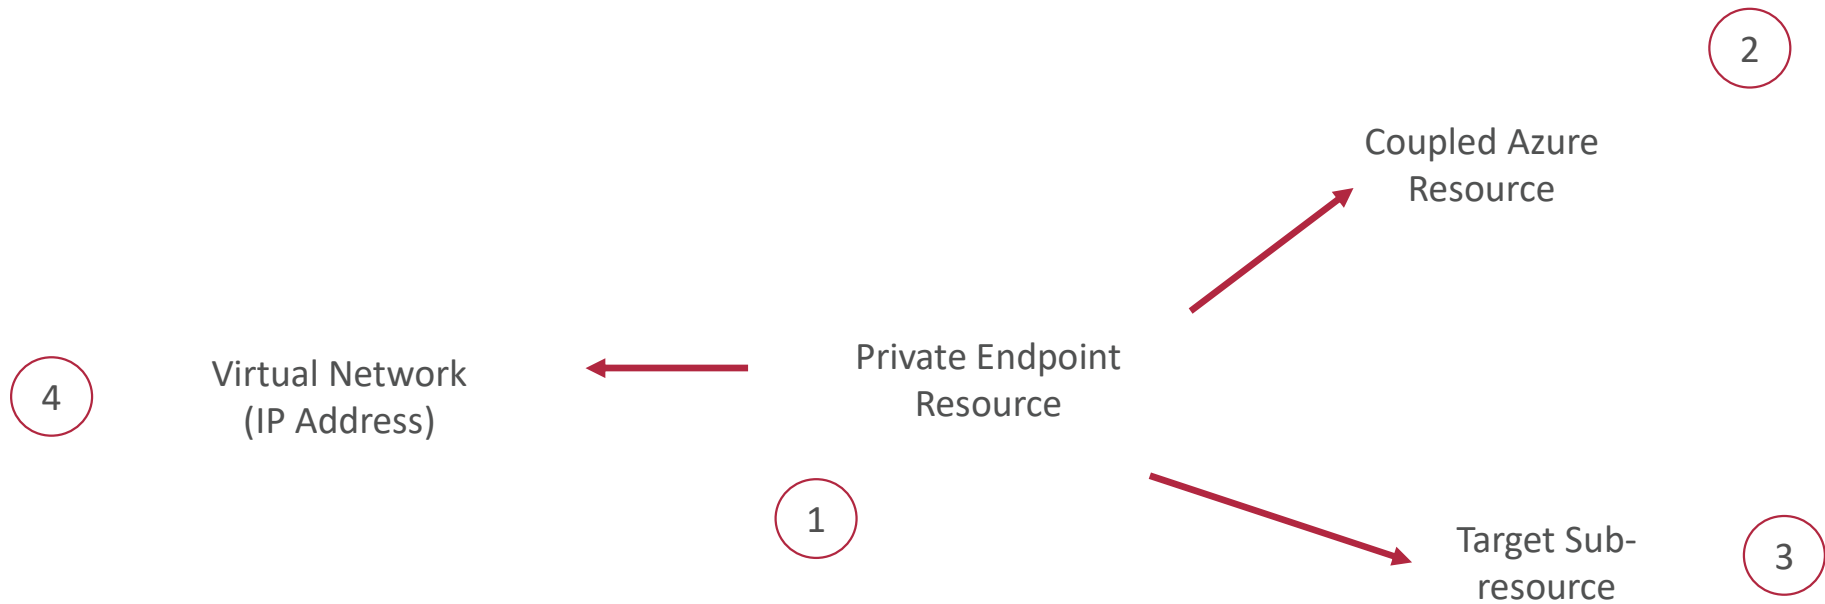 2
Coupled Azure
Resource
Private Endpoint
Resource
Virtual Network
(IP Address)
4
1
Target Sub-
resource
3